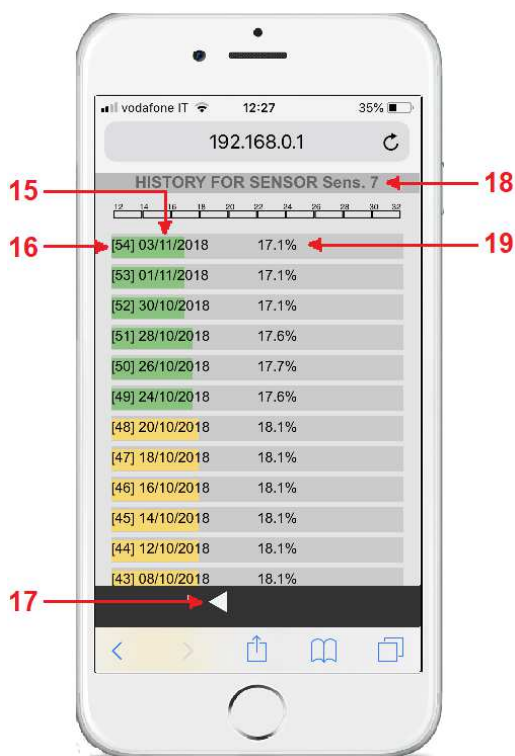 vodafone IT 12:27 35%
192.168.0.1
HISTORY FOR SENSOR Sens. 7
12 14 16 18 20 22 24 26 28 30 32
[54] 03/11/2018 17.1%
[53] 01/11/2018 17.1%
[52] 30/10/2018 17.1%
[51] 28/10/2018 17.6%
[50] 26/10/2018 17.7%
[49] 24/10/2018 17.6%
[48] 20/10/2018 18.1%
[47] 18/10/2018 18.1%
[46] 16/10/2018 18.1%
[45] 14/10/2018 18.1%
[44] 12/10/2018 18.1%
[43] 08/10/2018 18.1%
15
16
17
18
19